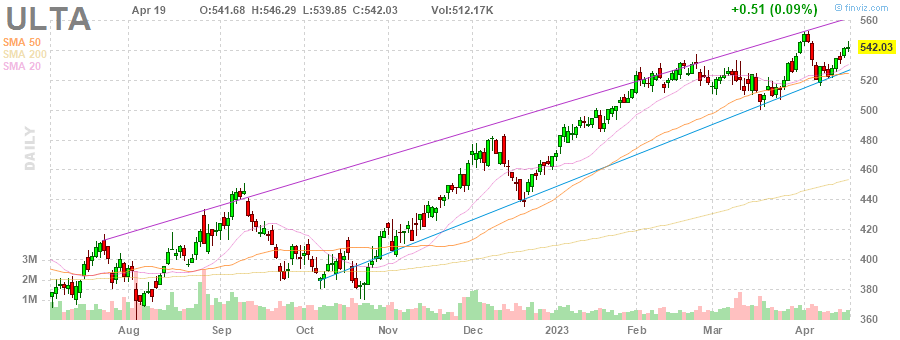 ULTA
Apr 19 O:541.68 H:546.29 L:539.85 C:542.03 Vol:512.17K +0.51 (0.09%) © finviz.com
SMA 50
SMA 200
SMA 20
DAILY
560
542.03
520
500
480
460
440
420
400
380
360
3M
2M
1M
Aug Sep Oct Nov Dec 2023 Feb Mar Apr